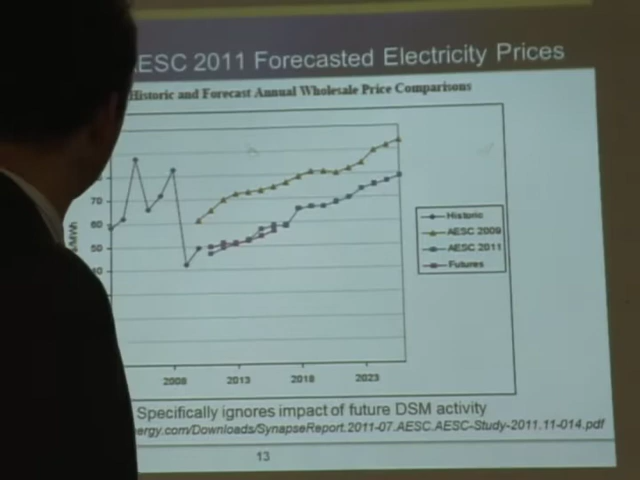 AESC 2011 Forecasted Electricity Prices
Historic and Forecast Annual Wholesale Price Comparisons
70
60
50
40
$/MWh
Historic
AESC 2009
AESC 2011
Futures
2008 2013 2018 2023
Specifically ignores impact of future DSM activity
ergy.com/Downloads/SynapseReport.2011-07.AESC.AESC-Study-2011.11-014.pdf
13